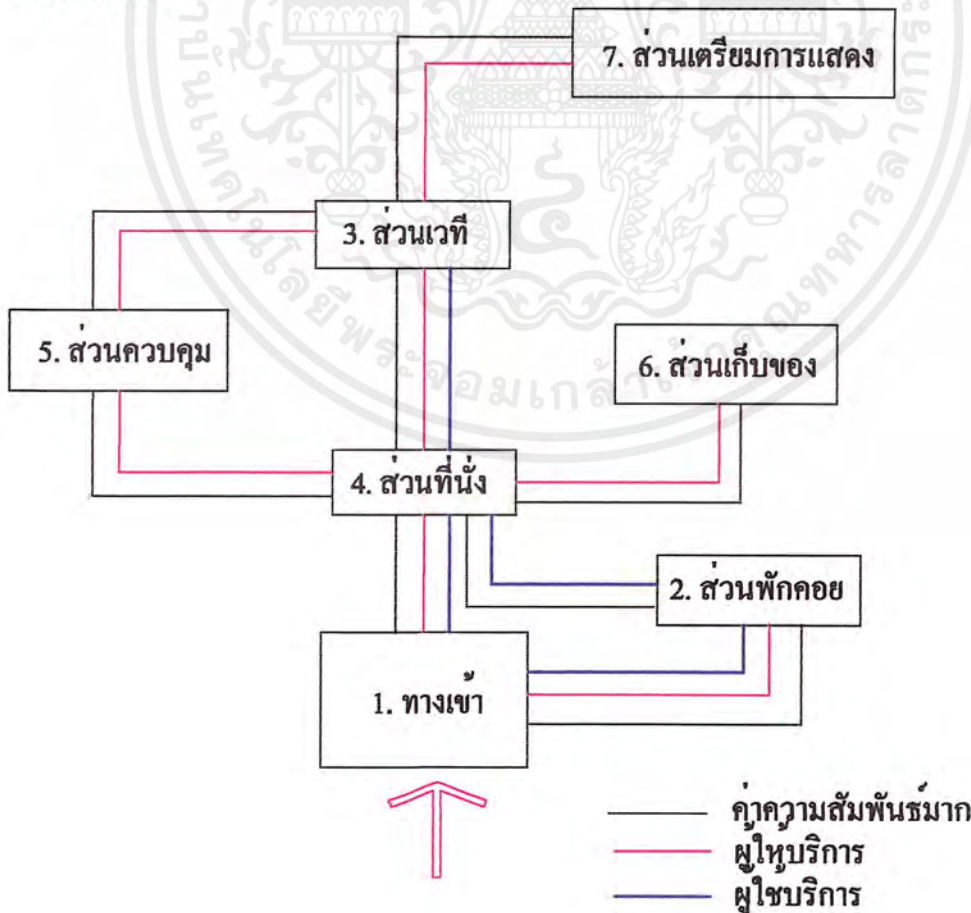 7. ส่วนเตรียมการแสดง
3. ส่วนเวที
5. ส่วนควบคุม
6. ส่วนเก็บของ
4. ส่วนที่นั่ง
2. ส่วนพักคอย
1. ทางเข้า
ค่าความสัมพันธ์มาก
ผู้ให้บริการ
ผู้ใช้บริการ